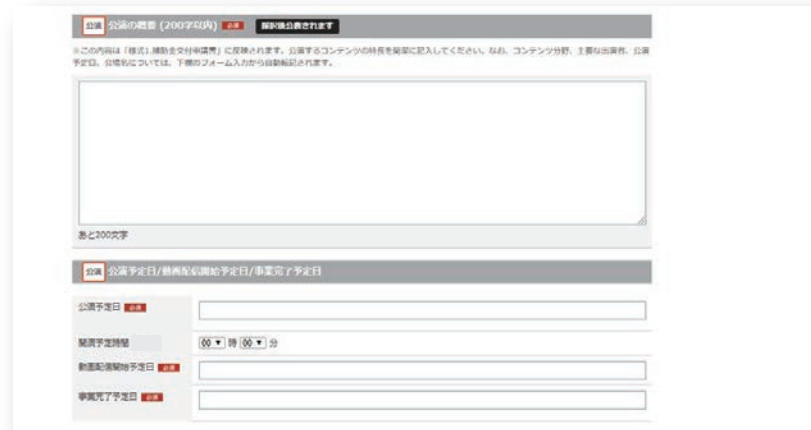 公演 公演の概要 (200字以内) 必須 採択後公表されます
※この内容は「様式1.補助金交付申請書」に反映されます。公演するコンテンツの特長を簡潔に記入してください。なお、コンテンツ分野、主要な出演者、公演
予定日、会場名については、下欄のフォーム入力から自動転記されます。
あと200文字
公演 公演予定日/動画配信開始予定日/事業完了予定日
公演予定日 必須
開演予定時間 00 ▼ 時 00 ▼ 分
動画配信開始予定日 必須
事業完了予定日 必須